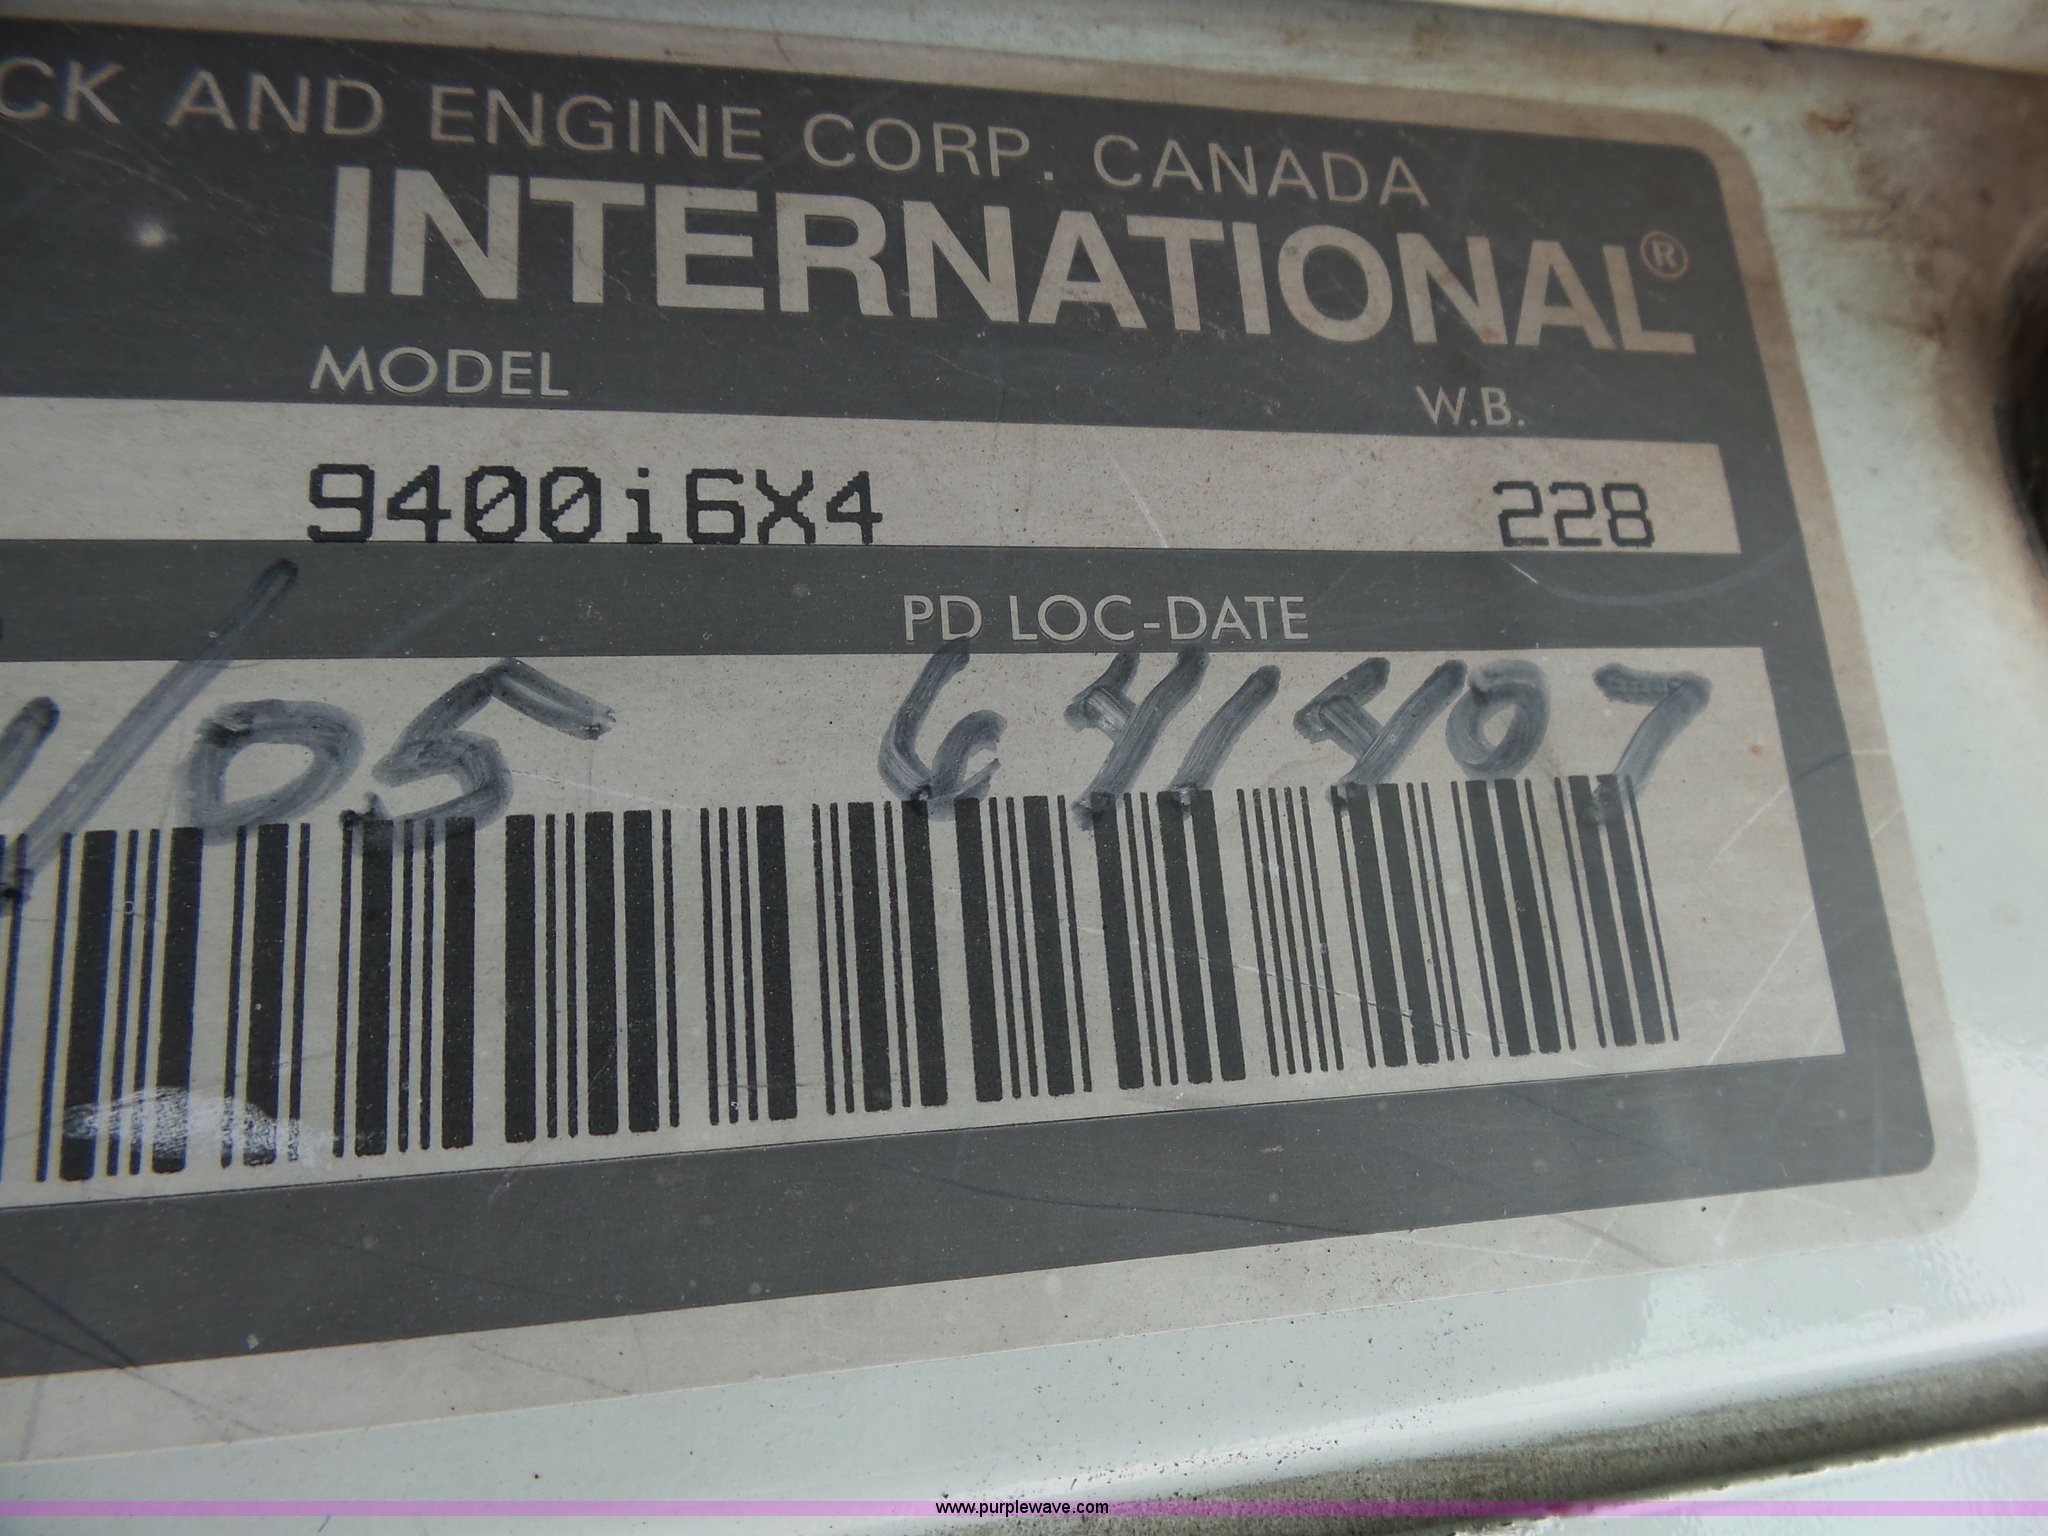 CK AND ENGINE CORP. CANADA
INTERNATIONAL®
MODEL W.B.
9400i6X4 228
PD LOC-DATE
/05 641407
www.purplewave.com